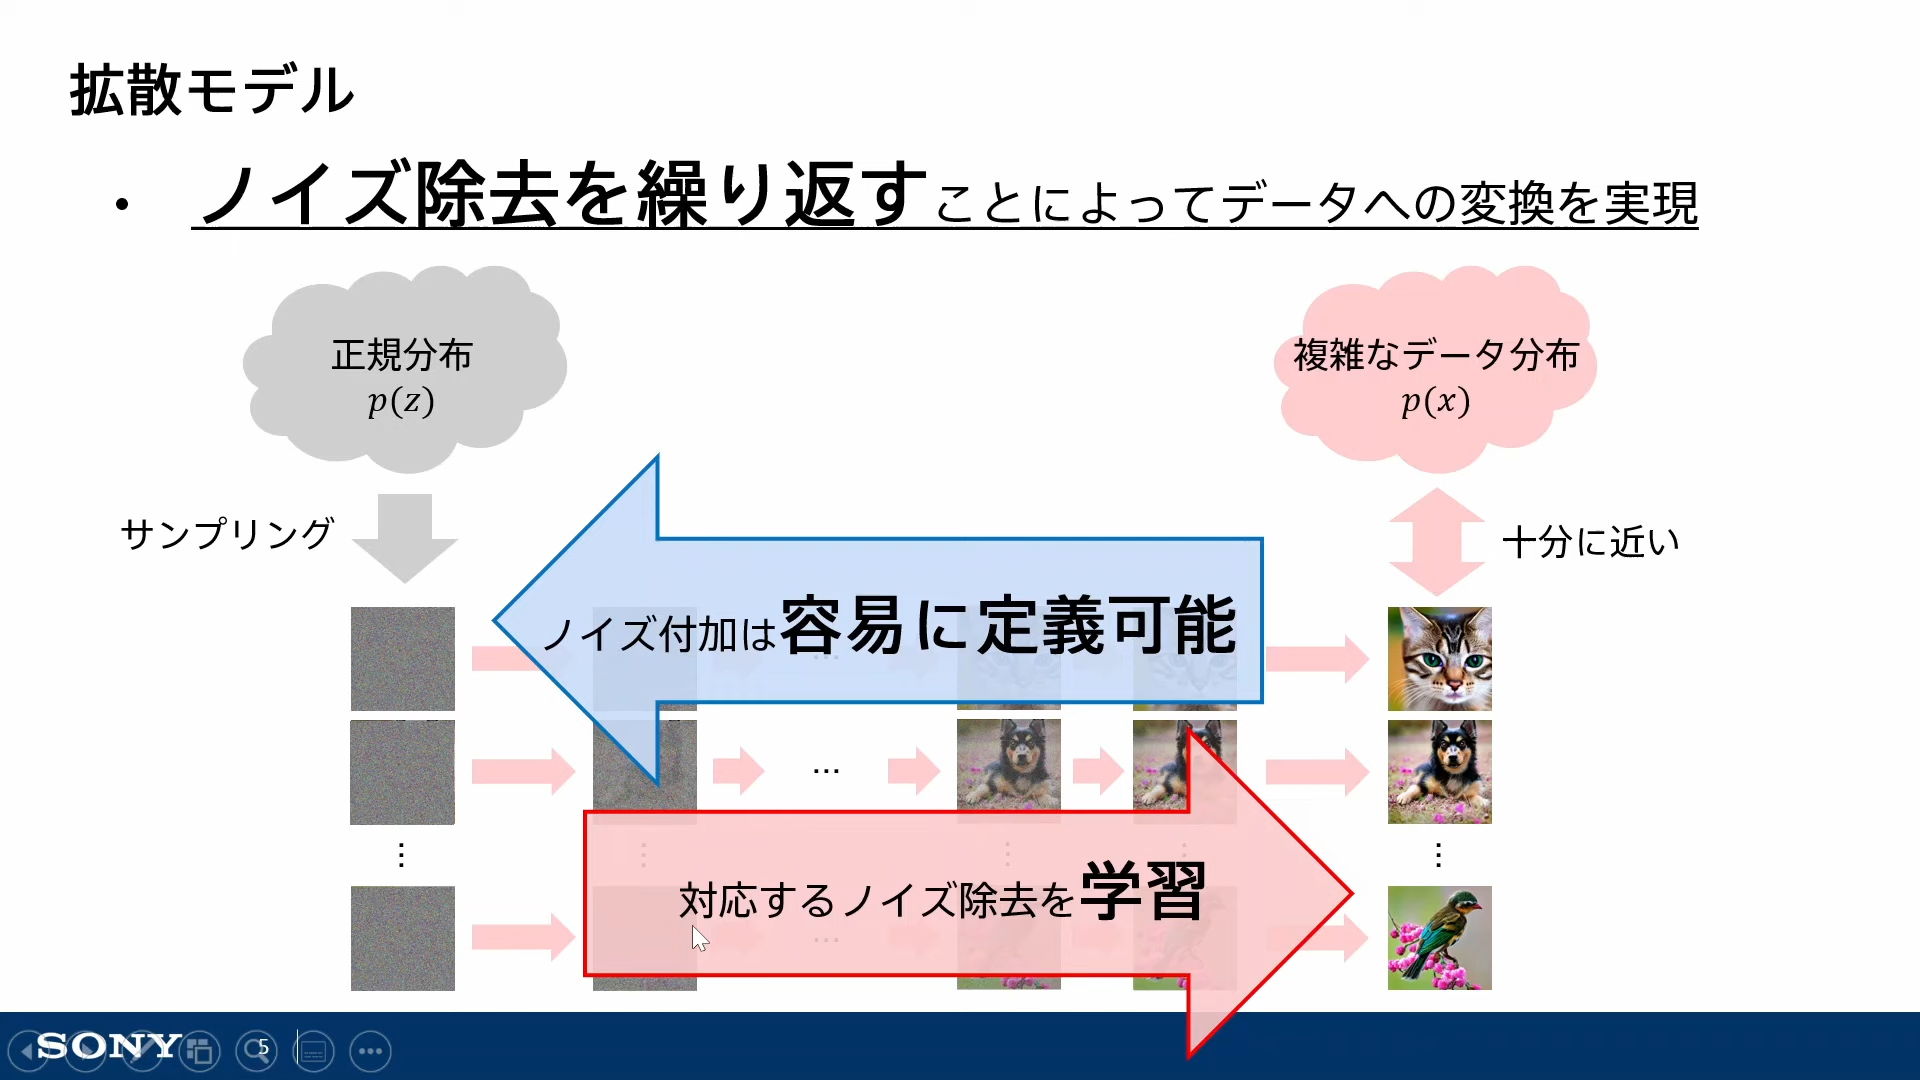 拡散モデル
• ノイズ除去を繰り返すことによってデータへの変換を実現
正規分布
p(z)
複雑なデータ分布
p(x)
サンプリング
十分に近い
ノイズ付加は容易に定義可能
...
⋮
⋮
対応するノイズ除去を学習
SONY
5